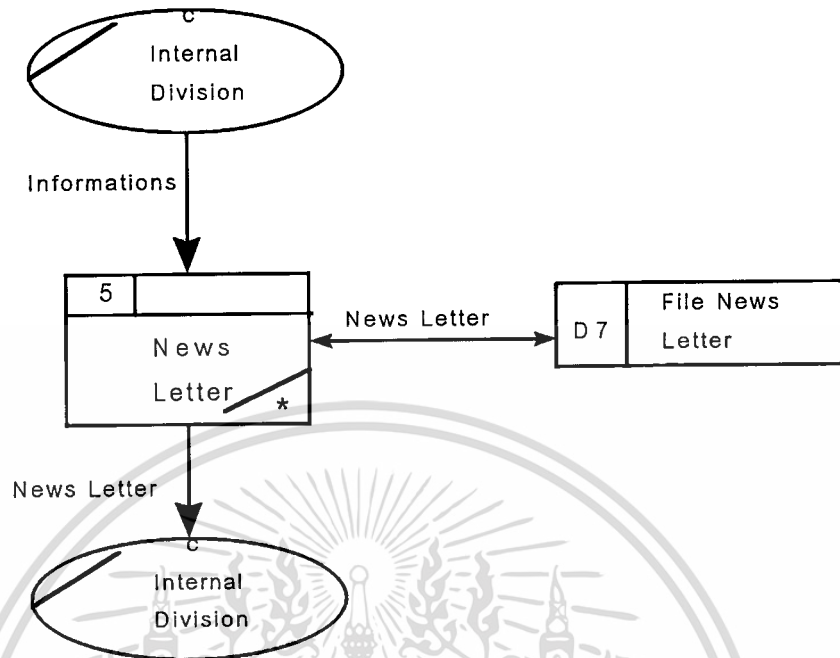 c
Internal
Division
Informations
5
News
Letter
*
News Letter
D 7
File News
Letter
News Letter
c
Internal
Division